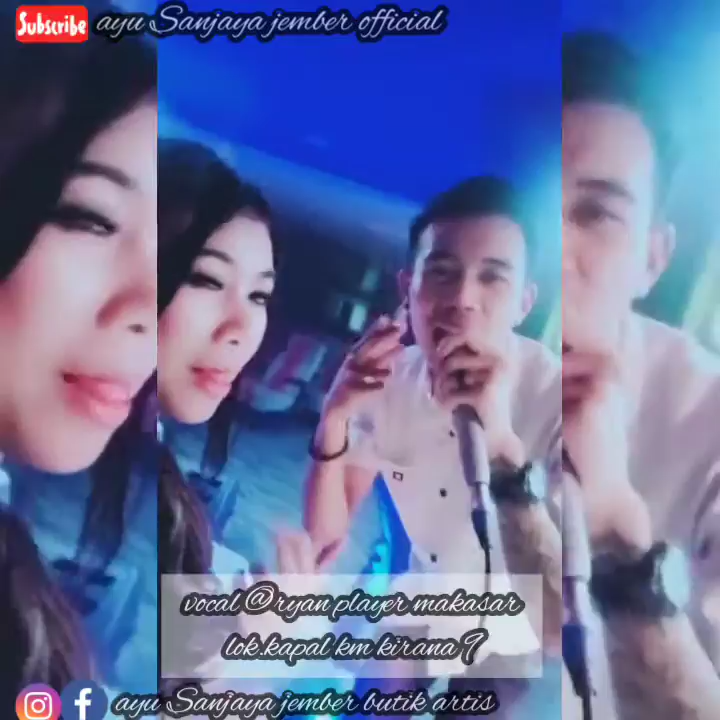 Subscribe ayu Sanjaya jember official
vocal @ryan player makasar
lok.kapal km kirana 9
ayu Sanjaya jember butik artis